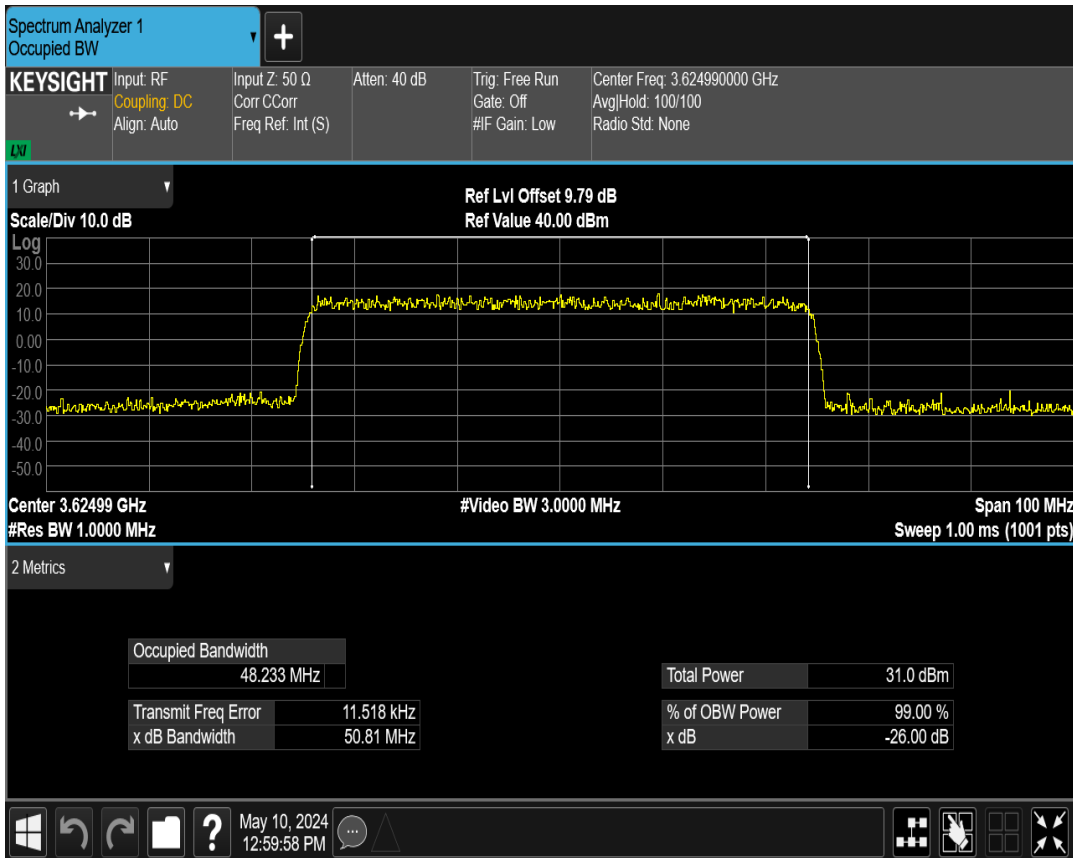 Spectrum Analyzer 1
Occupied BW
+
KEYSIGHT
LXI
Input: RF
Coupling: DC
Align: Auto
Input Z: 50 Ω
Corr CCorr
Freq Ref: Int (S)
Atten: 40 dB
Trig: Free Run
Gate: Off
#IF Gain: Low
Center Freq: 3.624990000 GHz
Avg|Hold: 100/100
Radio Std: None
1 Graph
Scale/Div 10.0 dB
Ref Lvl Offset 9.79 dB
Ref Value 40.00 dBm
Log
30.0
20.0
10.0
0.00
-10.0
-20.0
-30.0
-40.0
-50.0
Center 3.62499 GHz
#Video BW 3.0000 MHz
Span 100 MHz
#Res BW 1.0000 MHz
Sweep 1.00 ms (1001 pts)
2 Metrics
Occupied Bandwidth
48.233 MHz
Total Power 31.0 dBm
Transmit Freq Error 11.518 kHz
% of OBW Power 99.00 %
x dB Bandwidth 50.81 MHz
x dB -26.00 dB
?
May 10, 2024
12:59:58 PM